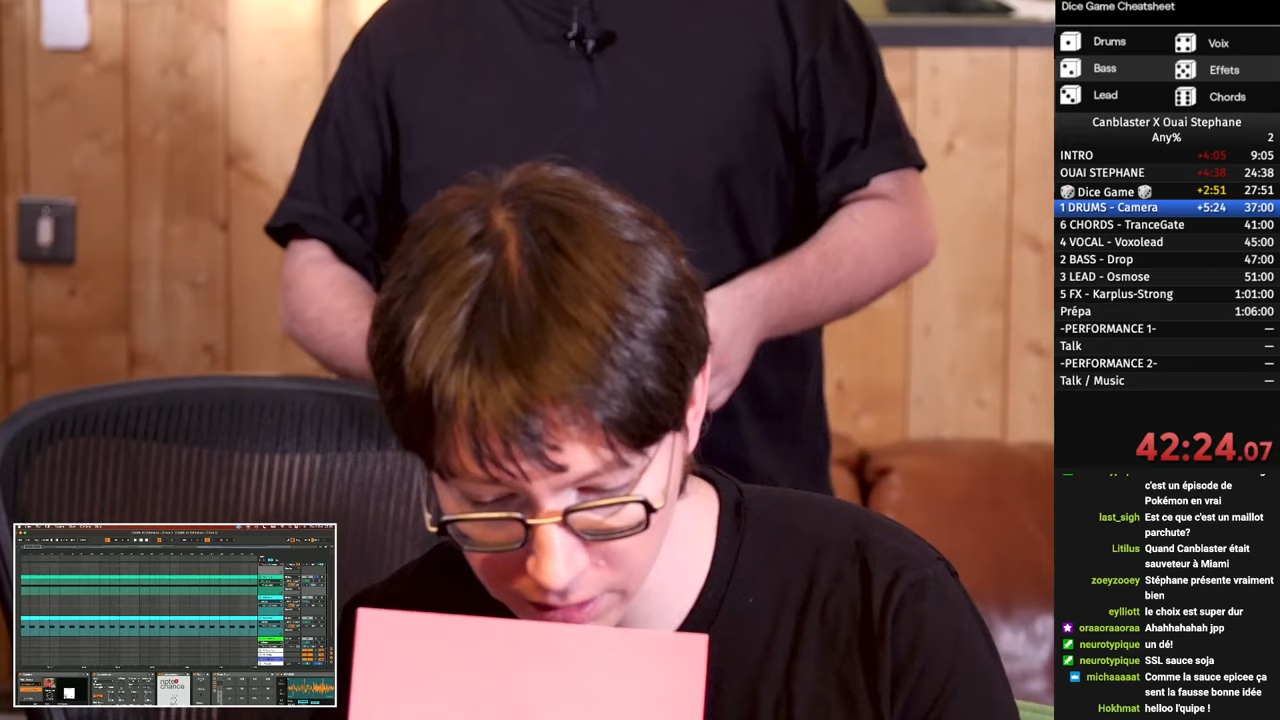 Dice Game Cheatsheet
Drums
Voix
Bass
Effets
Lead
Chords
Canblaster X Ouai Stephane
Any% 2
INTRO +4:05 9:05
OUAI STEPHANE +4:38 24:38
🎲 Dice Game 🎲 +2:51 27:51
1 DRUMS - Camera +5:24 37:00
6 CHORDS - TranceGate 41:00
4 VOCAL - Voxolead 45:00
2 BASS - Drop 47:00
3 LEAD - Osmose 51:00
5 FX - Karplus-Strong 1:01:00
Prépa 1:06:00
-PERFORMANCE 1- —
Talk —
-PERFORMANCE 2- —
Talk / Music —
42:24.07
c'est un épisode de
Pokémon en vrai
last_sigh Est ce que c'est un maillot
parachute?
Litilus Quand Canblaster était
sauveteur à Miami
zoeyzooey Stéphane présente vraiment
bien
eylliott le choix est super dur
oraaoraaoraa Ahahhahahah jpp
neurotypique un dé!
neurotypique SSL sauce soja
michaaaaat Comme la sauce epicee ça
sent la fausse bonne idée
Hokhmat helloo l'quipe !
note
chance